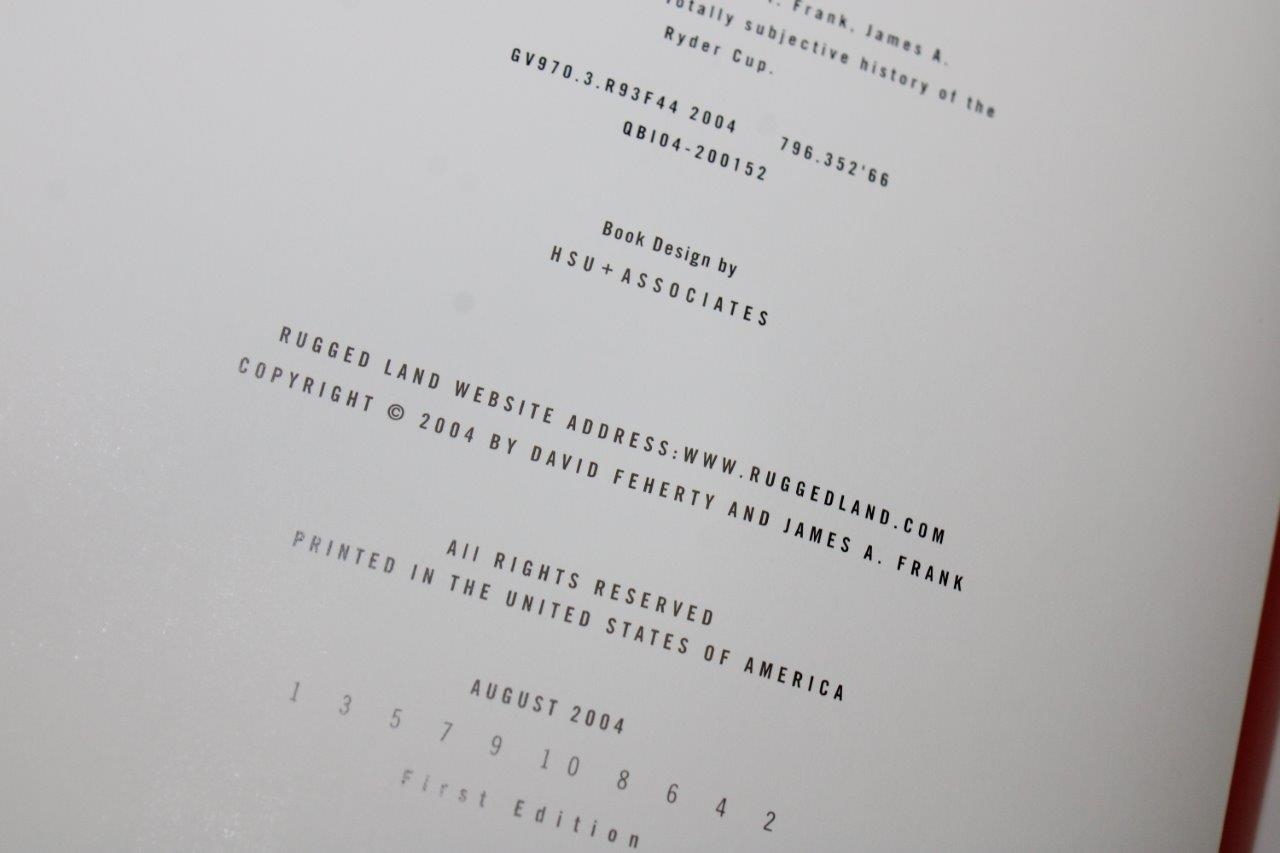 . Frank, James A.
Totally subjective history of the
Ryder Cup.
GV970.3.R93F44 2004 796.352'66
QBI04-200152
Book Design by
HSU+ASSOCIATES
RUGGED LAND WEBSITE ADDRESS:WWW.RUGGEDLAND.COM
COPYRIGHT © 2004 BY DAVID FEHERTY AND JAMES A. FRANK
All RIGHTS RESERVED
PRINTED IN THE UNITED STATES OF AMERICA
AUGUST 2004
1 3 5 7 9 10 8 6 4 2
First Edition